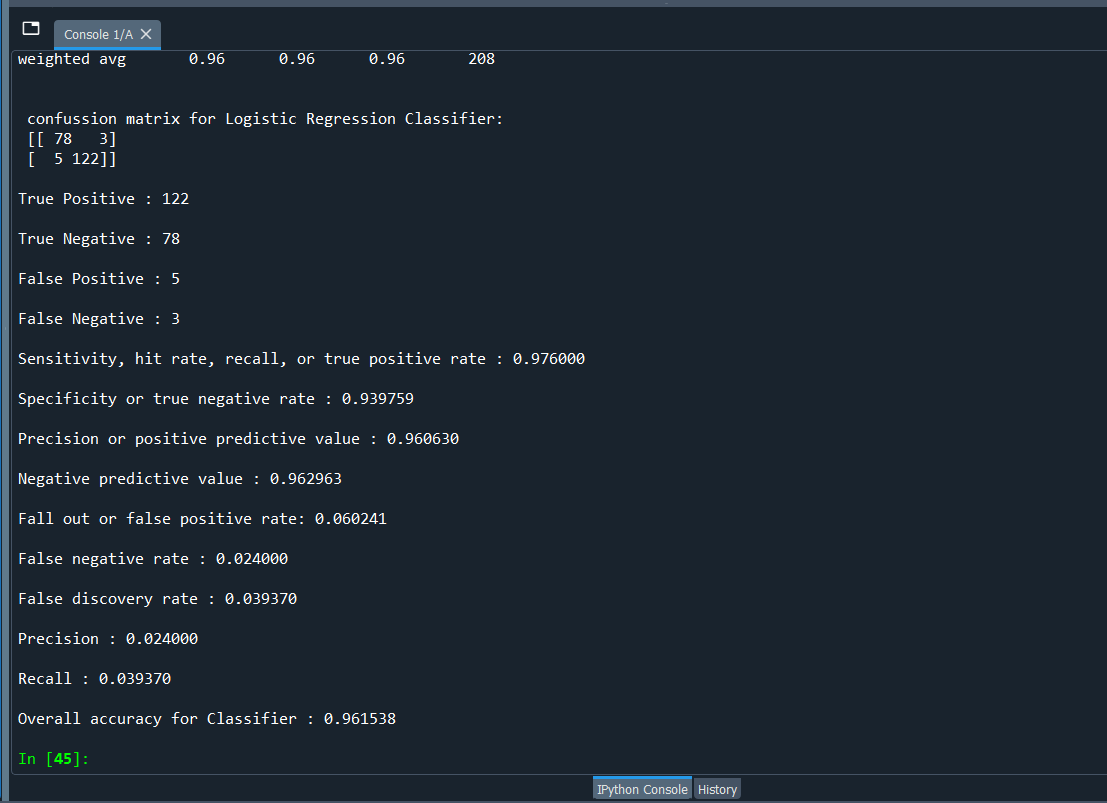 Console 1/A
weighted avg 0.96 0.96 0.96 208
confussion matrix for Logistic Regression Classifier:
[[ 78 3]
[ 5 122]]
True Positive : 122
True Negative : 78
False Positive : 5
False Negative : 3
Sensitivity, hit rate, recall, or true positive rate : 0.976000
Specificity or true negative rate : 0.939759
Precision or positive predictive value : 0.960630
Negative predictive value : 0.962963
Fall out or false positive rate: 0.060241
False negative rate : 0.024000
False discovery rate : 0.039370
Precision : 0.024000
Recall : 0.039370
Overall accuracy for Classifier : 0.961538
In [45]:
IPython Console History